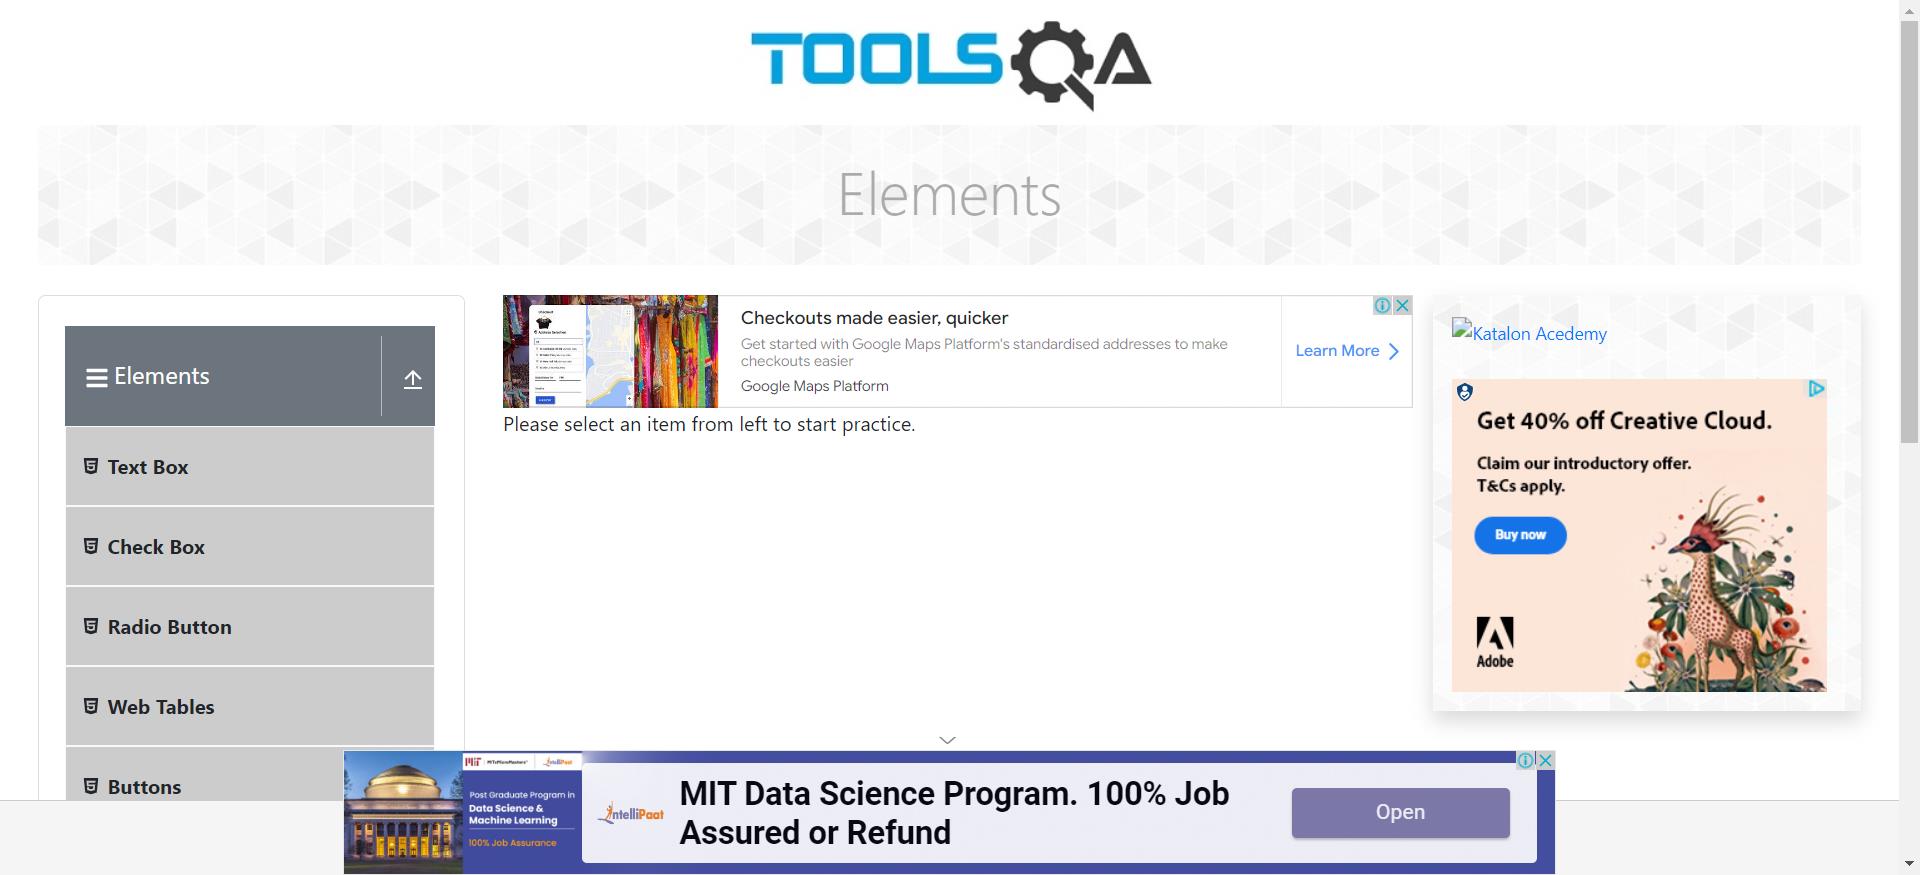 TOOLSQA
Elements
Elements
Text Box
Check Box
Radio Button
Web Tables
Buttons
Checkouts made easier, quicker
Get started with Google Maps Platform's standardised addresses to make
checkouts easier
Google Maps Platform
Learn More
Please select an item from left to start practice.
Katalon Acedemy
Get 40% off Creative Cloud.
Claim our introductory offer.
T&Cs apply.
Buy now
Adobe
Post Graduate Program in
Data Science &
Machine Learning
100% Job Assurance
intelliPaat
MIT Data Science Program. 100% Job
Assured or Refund
Open